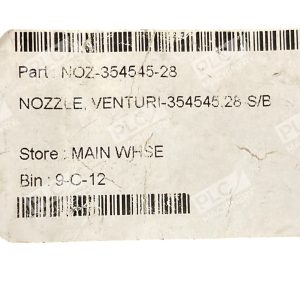 Part : NOZ-354545-28
NOZZLE, VENTURI-354545.28 S/B
Store : MAIN WHSE
Bin : 9-C-12